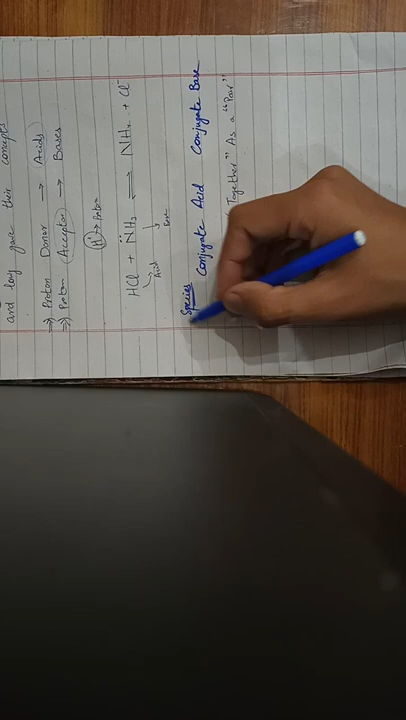 and lory gave their concepts
⇒ Proton Donor → Acids
⇒ Proton Acceptor → Bases
H⁺ → Proton
HCl + N̈H₃ ⇌ NH₄ + Cl⁻
Acid Base
Species Conjugate Acid Conjugate Base
Together" As a "Pair"